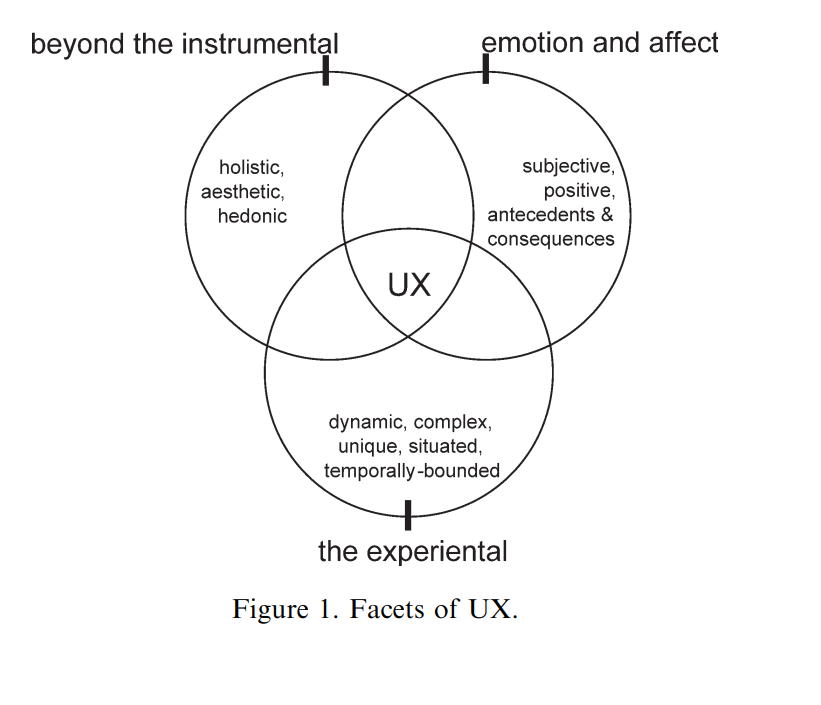 beyond the instrumental
emotion and affect
holistic,
aesthetic,
hedonic
subjective,
positive,
antecedents &
consequences
UX
dynamic, complex,
unique, situated,
temporally-bounded
the experiental
Figure 1. Facets of UX.